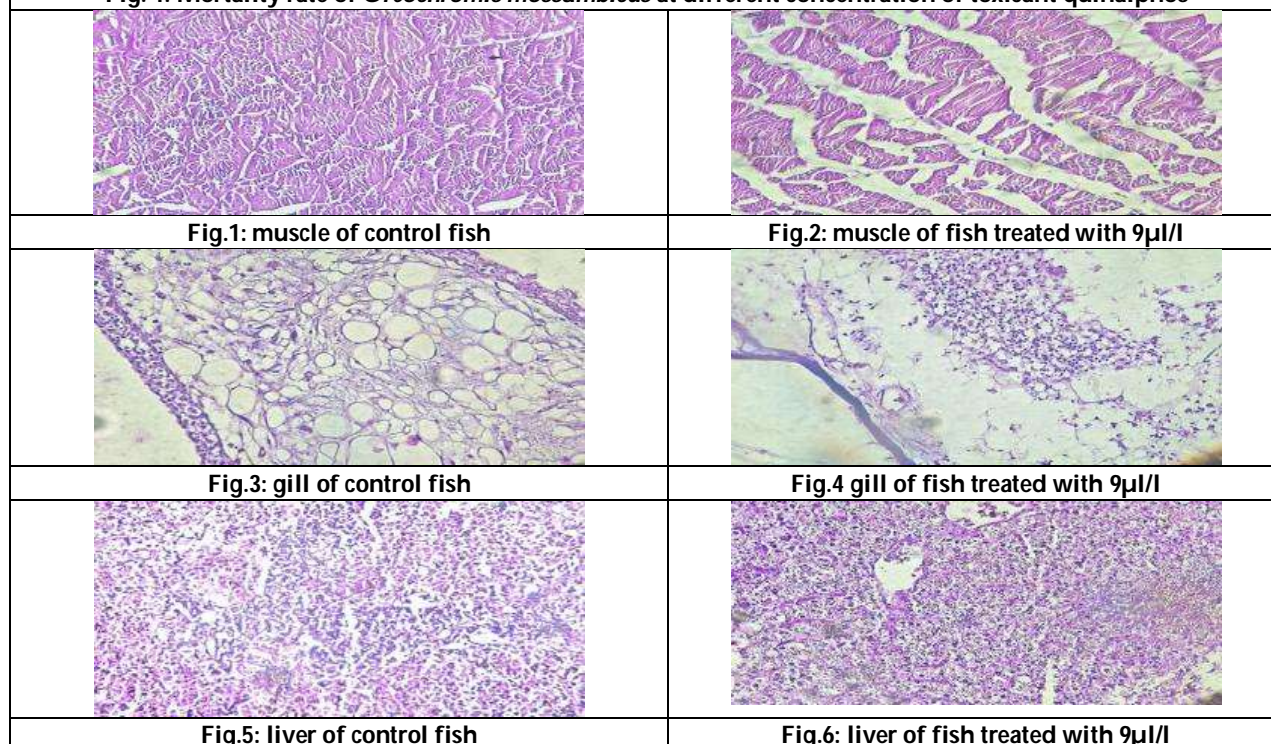 Fig.1: muscle of control fish
Fig.2: muscle of fish treated with 9µl/l
Fig.3: gill of control fish
Fig.4 gill of fish treated with 9µl/l
Fig.5: liver of control fish
Fig.6: liver of fish treated with 9µl/l